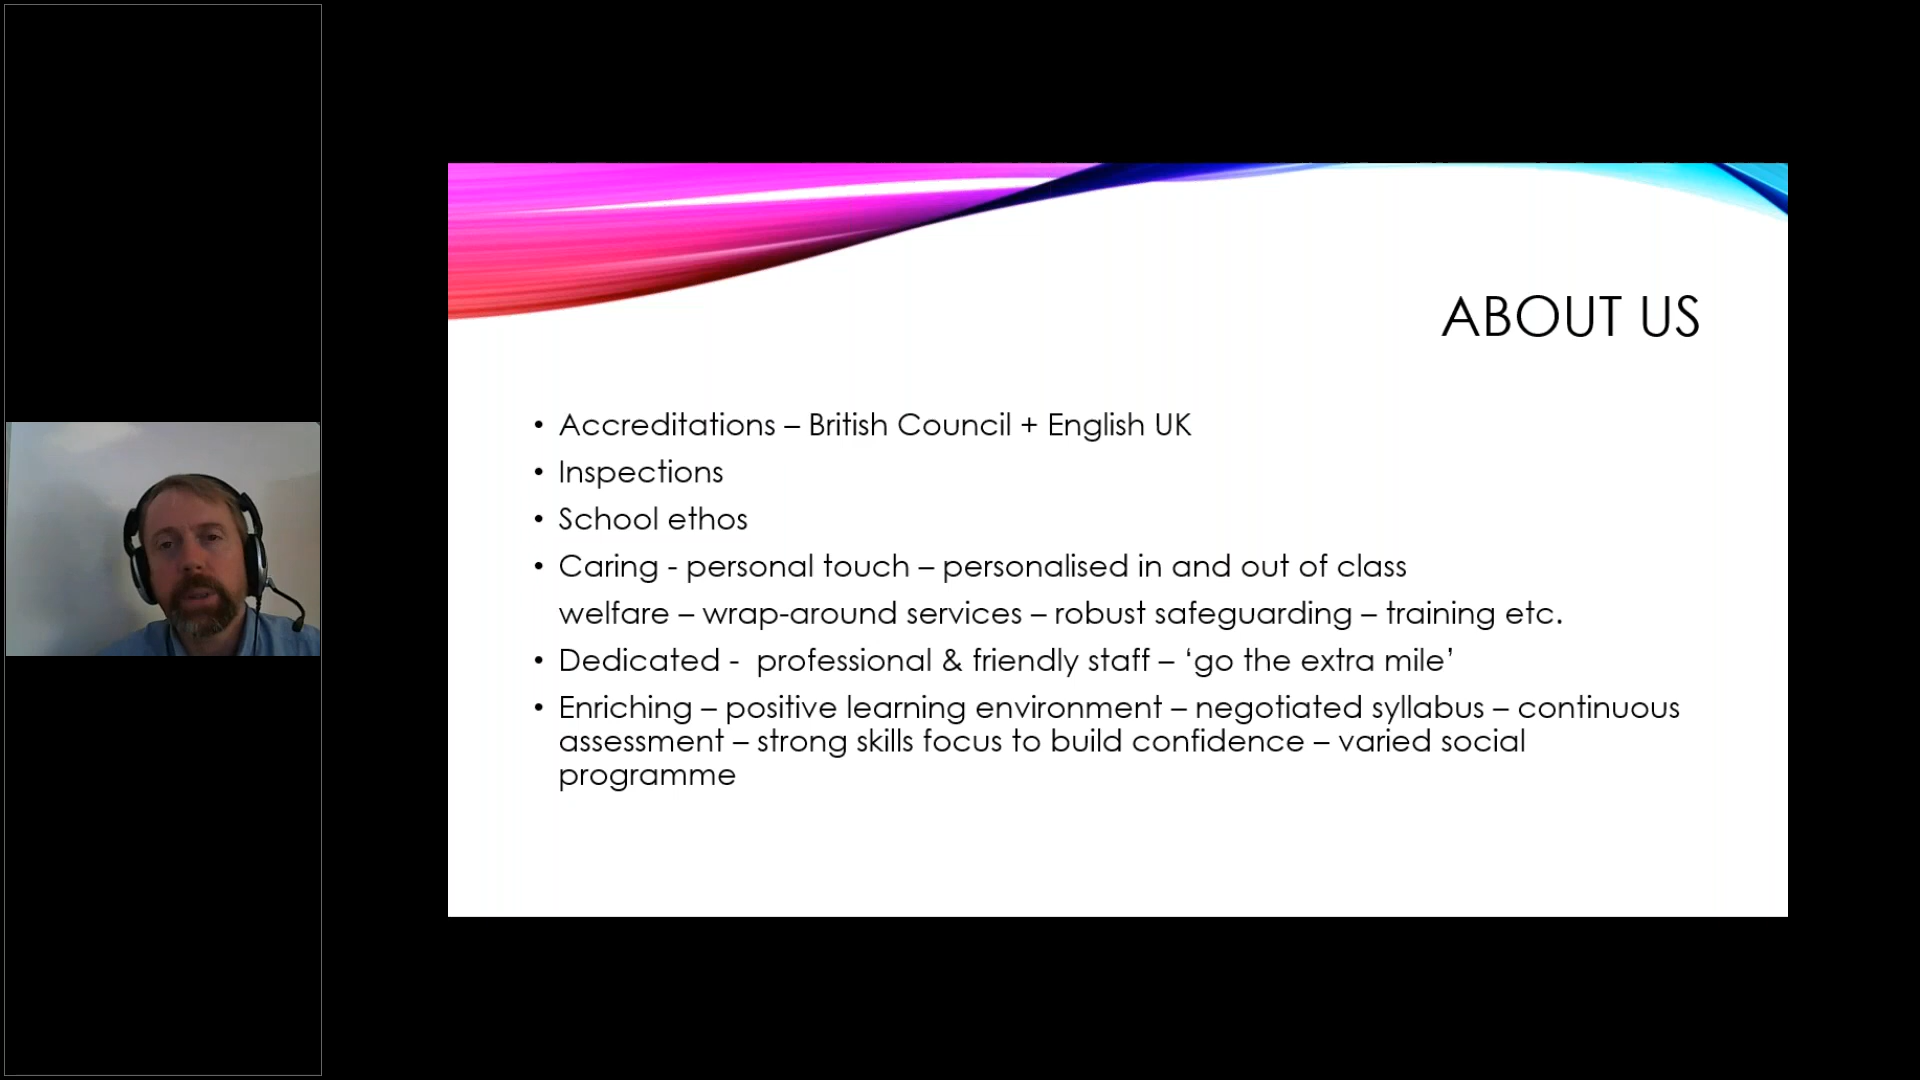 ABOUT US
• Accreditations – British Council + English UK
• Inspections
• School ethos
• Caring - personal touch – personalised in and out of class
welfare – wrap-around services – robust safeguarding – training etc.
• Dedicated -  professional & friendly staff – ‘go the extra mile’
• Enriching – positive learning environment – negotiated syllabus – continuous
assessment – strong skills focus to build confidence – varied social
programme